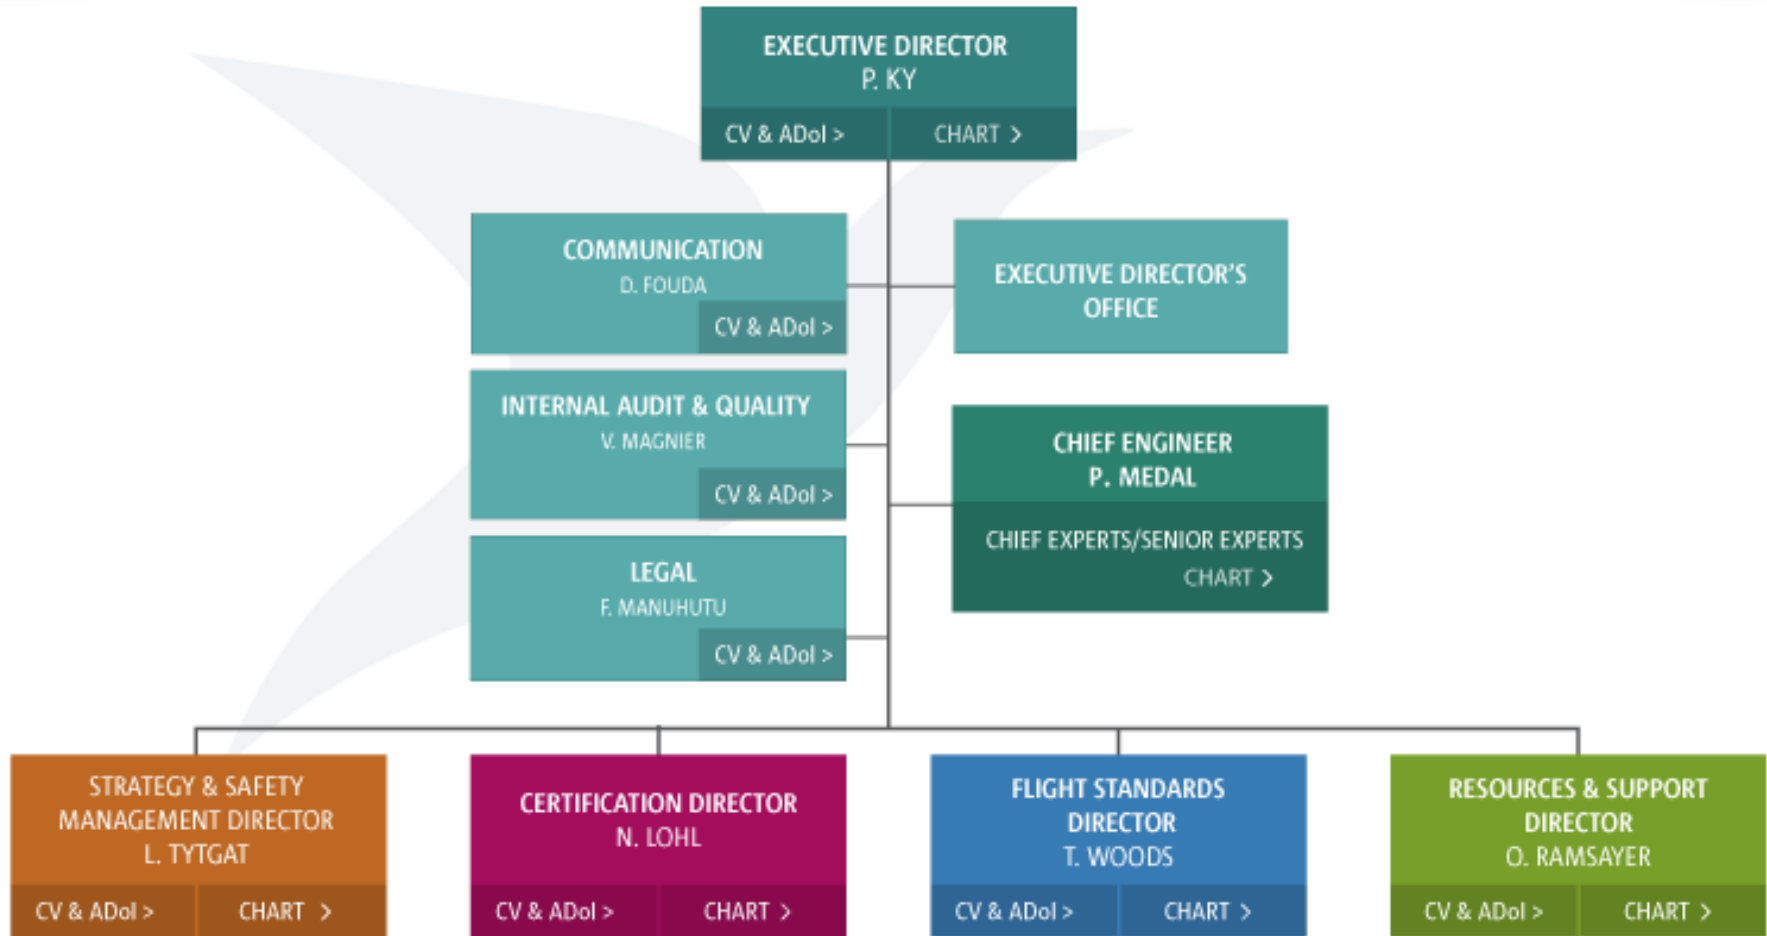 EXECUTIVE DIRECTOR
P. KY
CV & ADoI >
CHART >
COMMUNICATION
D. FOUDA
CV & ADoI >
EXECUTIVE DIRECTOR'S
OFFICE
INTERNAL AUDIT & QUALITY
V. MAGNIER
CV & ADoI >
CHIEF ENGINEER
P. MEDAL
CHIEF EXPERTS/SENIOR EXPERTS
CHART >
LEGAL
F. MANUHUTU
CV & ADoI >
STRATEGY & SAFETY
MANAGEMENT DIRECTOR
L. TYTGAT
CV & ADoI >
CHART >
CERTIFICATION DIRECTOR
N. LOHL
CV & ADoI >
CHART >
FLIGHT STANDARDS
DIRECTOR
T. WOODS
CV & ADoI >
CHART >
RESOURCES & SUPPORT
DIRECTOR
O. RAMSAYER
CV & ADoI >
CHART >